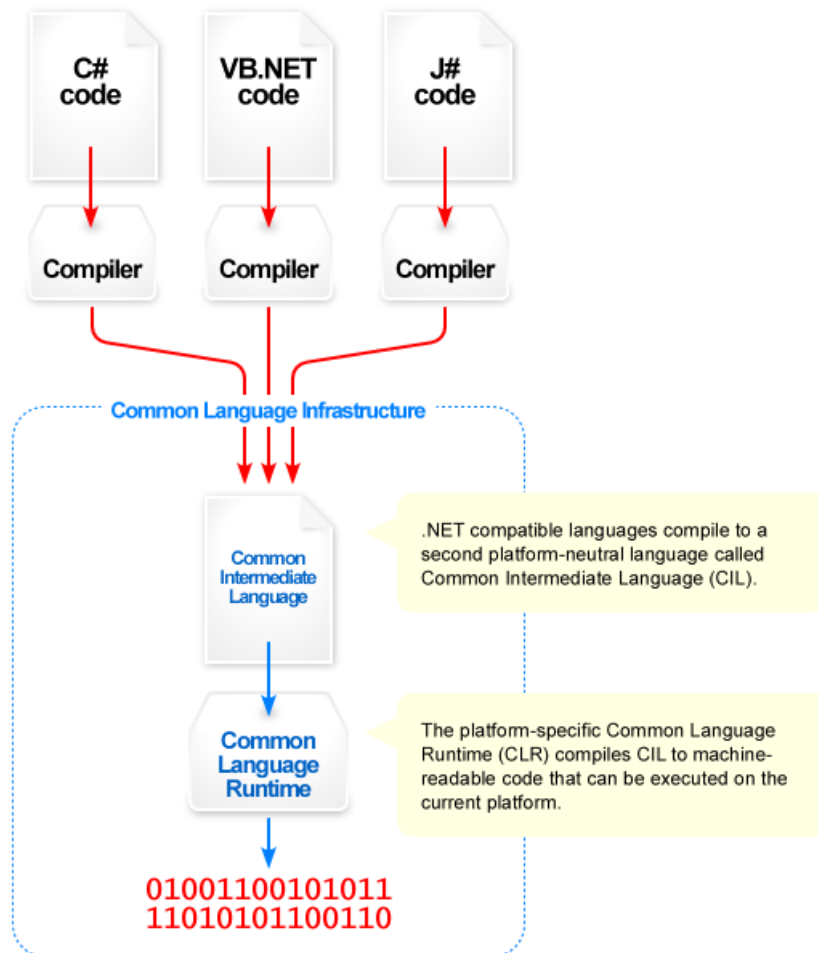 C#
code
VB.NET
code
J#
code
Compiler
Compiler
Compiler
Common Language Infrastructure
Common
Intermediate
Language
.NET compatible languages compile to a
second platform-neutral language called
Common Intermediate Language (CIL).
Common
Language
Runtime
The platform-specific Common Language
Runtime (CLR) compiles CIL to machine-
readable code that can be executed on the
current platform.
01001100101011
11010101100110